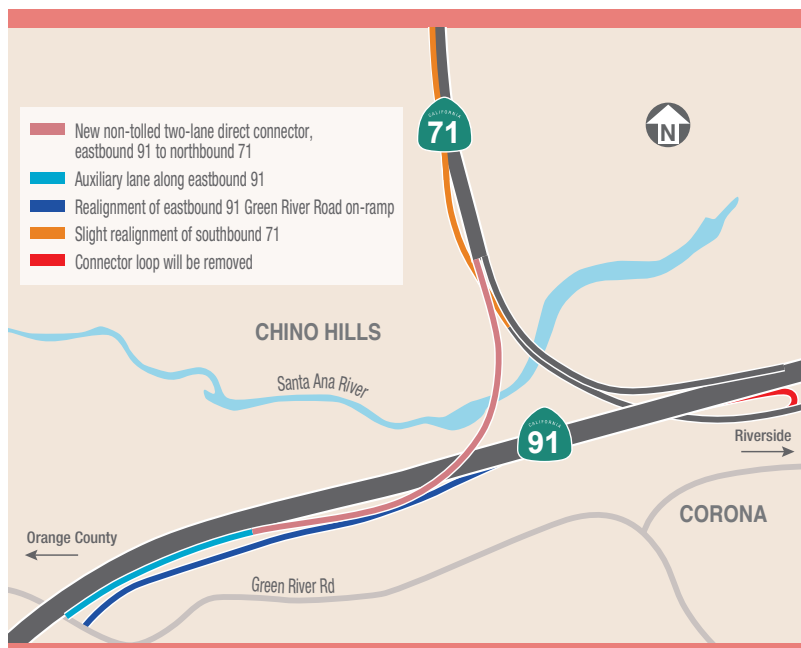 CALIFORNIA
71
N
New non-tolled two-lane direct connector,
eastbound 91 to northbound 71
Auxiliary lane along eastbound 91
Realignment of eastbound 91 Green River Road on-ramp
Slight realignment of southbound 71
Connector loop will be removed
CHINO HILLS
Santa Ana River
CALIFORNIA
91
Riverside
CORONA
Orange County
Green River Rd